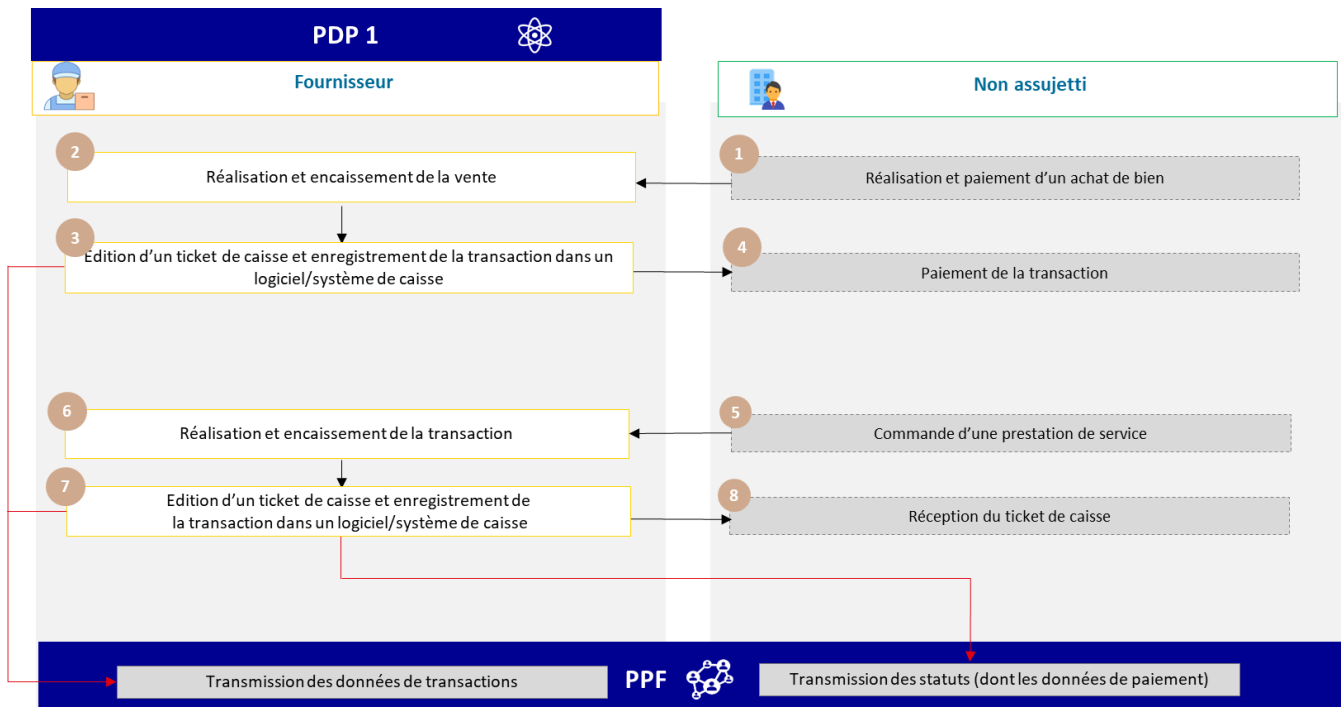 PDP 1
Fournisseur
Non assujetti
2
Réalisation et encaissement de la vente
1
Réalisation et paiement d'un achat de bien
3
Edition d'un ticket de caisse et enregistrement de la transaction dans un
logiciel/système de caisse
4
Paiement de la transaction
6
Réalisation et encaissement de la transaction
5
Commande d'une prestation de service
7
Edition d'un ticket de caisse et enregistrement de
la transaction dans un logiciel/système de caisse
8
Réception du ticket de caisse
Transmission des données de transactions
PPF
Transmission des statuts (dont les données de paiement)